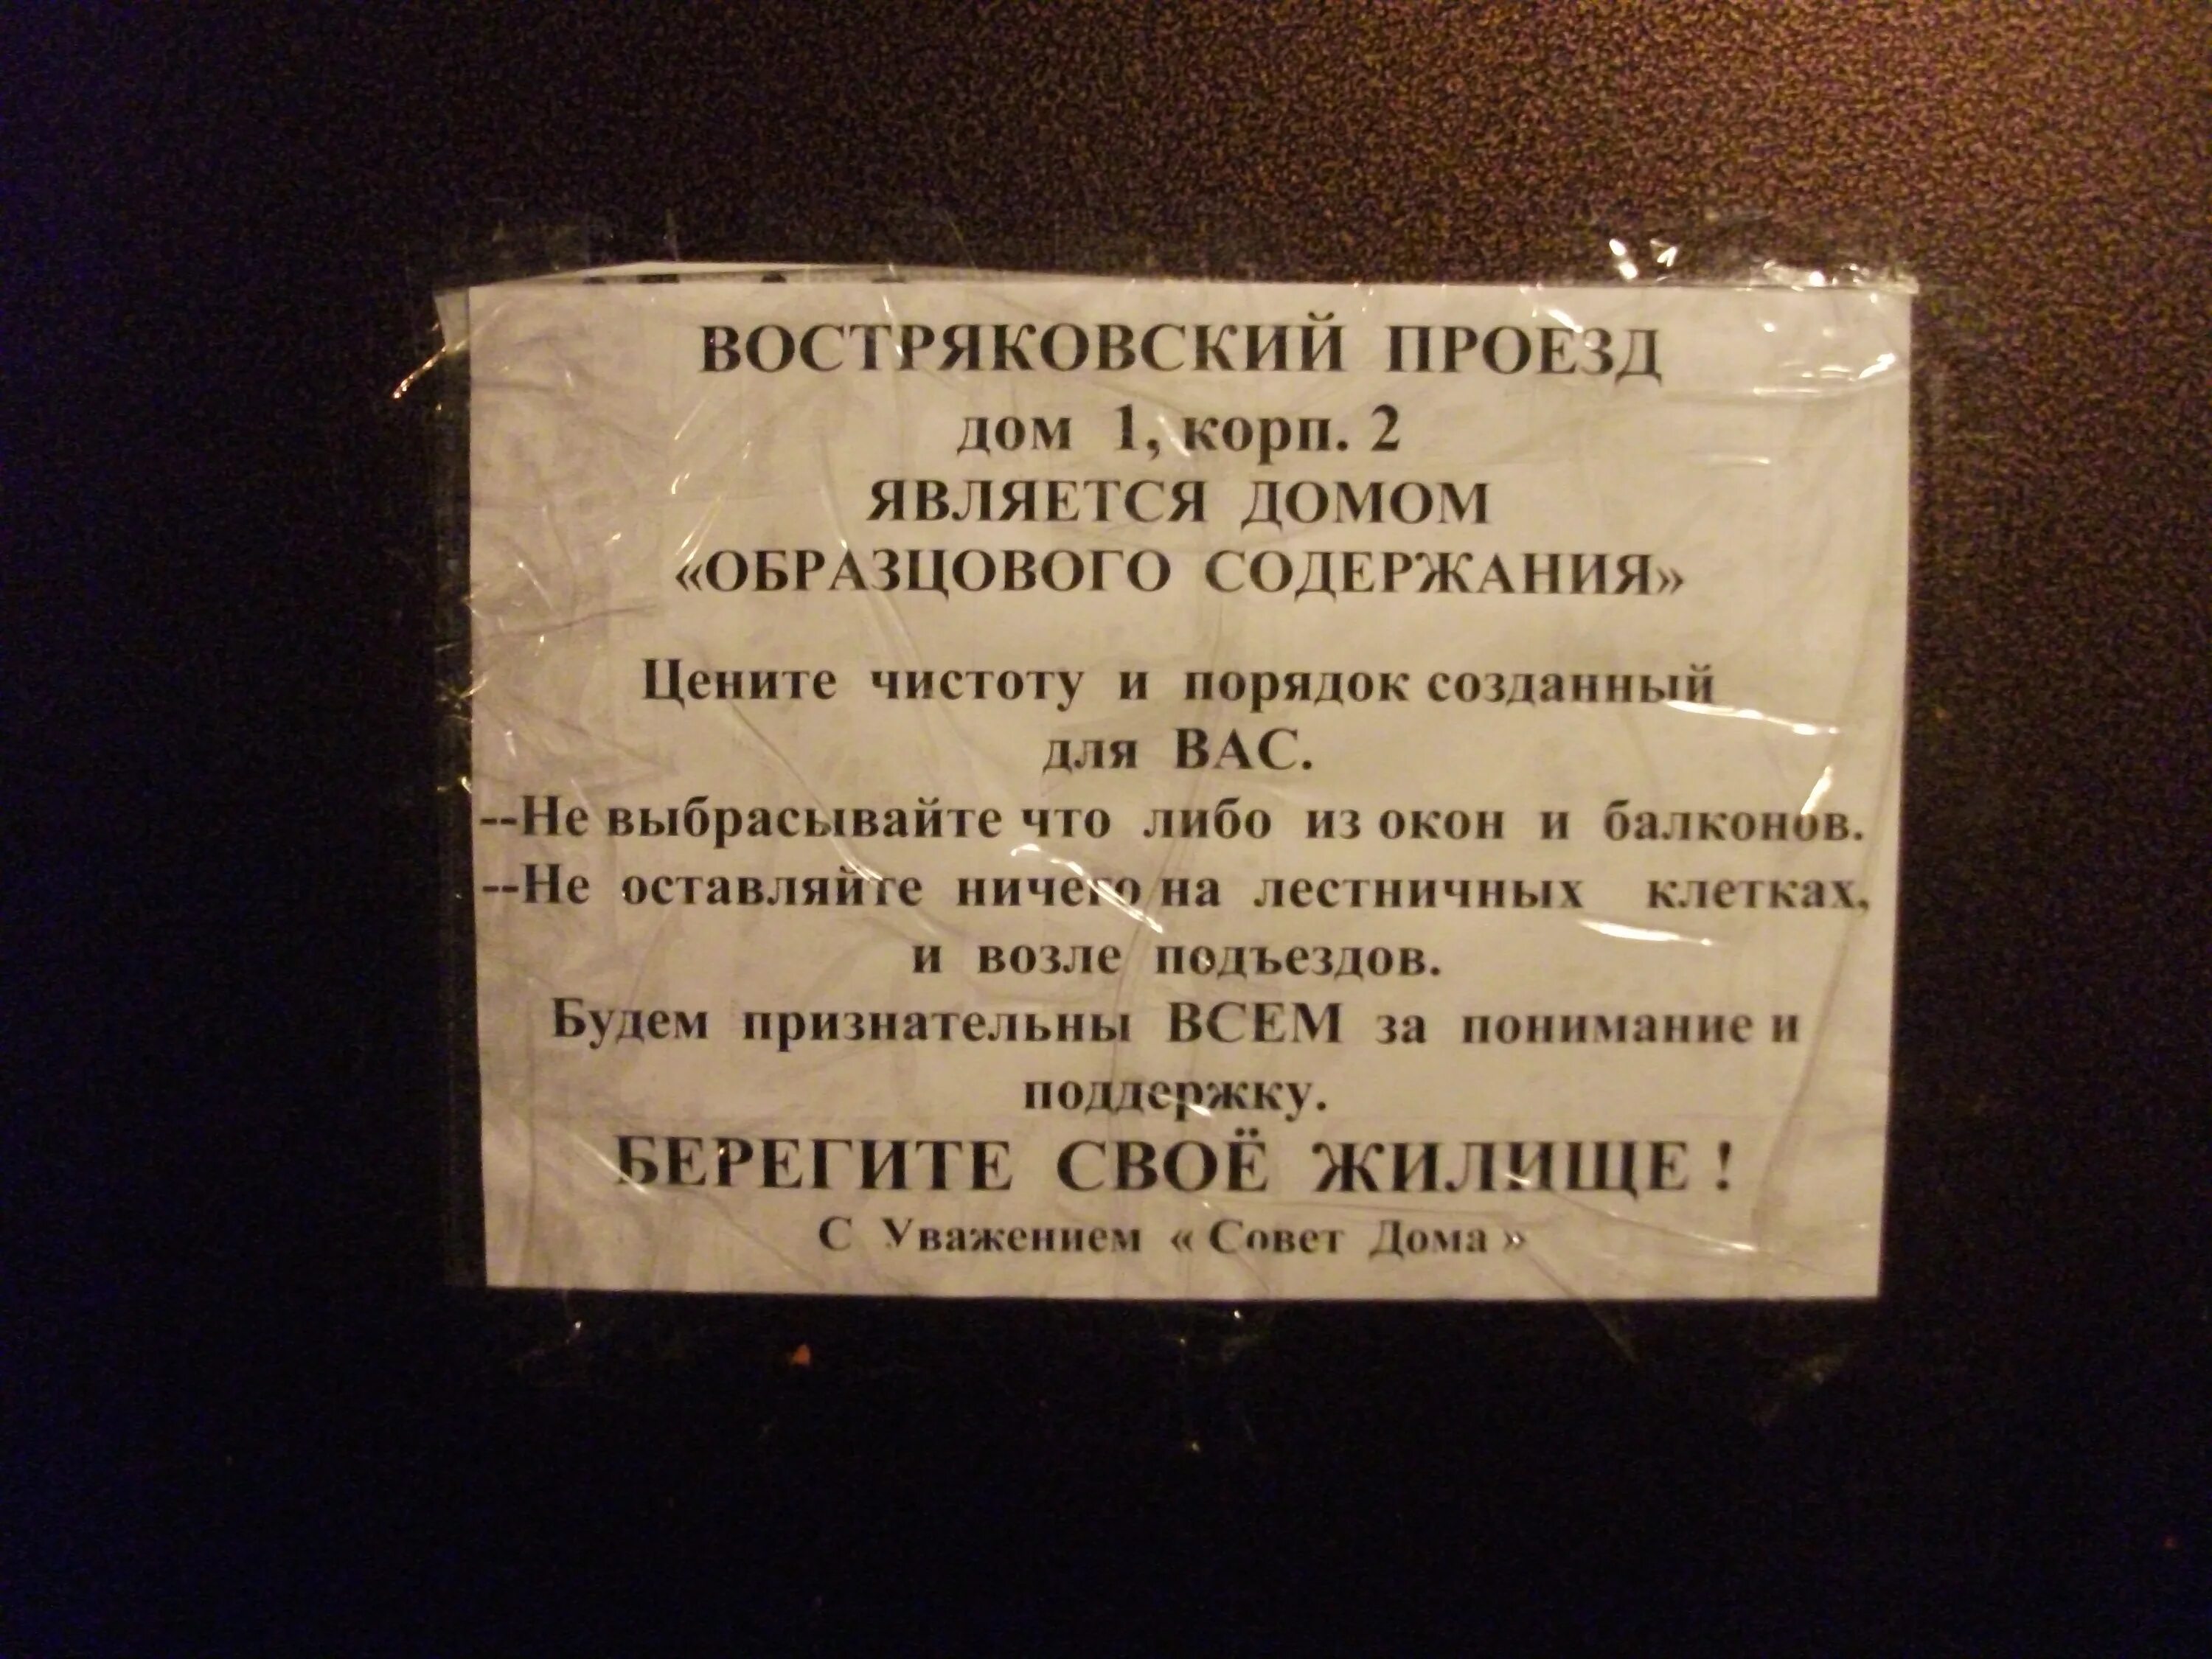 ВОСТРЯКОВСКИЙ ПРОЕЗД
дом 1, корп. 2
ЯВЛЯЕТСЯ ДОМОМ
«ОБРАЗЦОВОГО СОДЕРЖАНИЯ»
Цените чистоту и порядок созданный
для ВАС.
--Не выбрасывайте что либо из окон и балконов.
--Не оставляйте ничего на лестничных клетках,
и возле подъездов.
Будем признательны ВСЕМ за понимание и
поддержку.
БЕРЕГИТЕ СВОЁ ЖИЛИЩЕ !
С Уважением « Совет Дома »